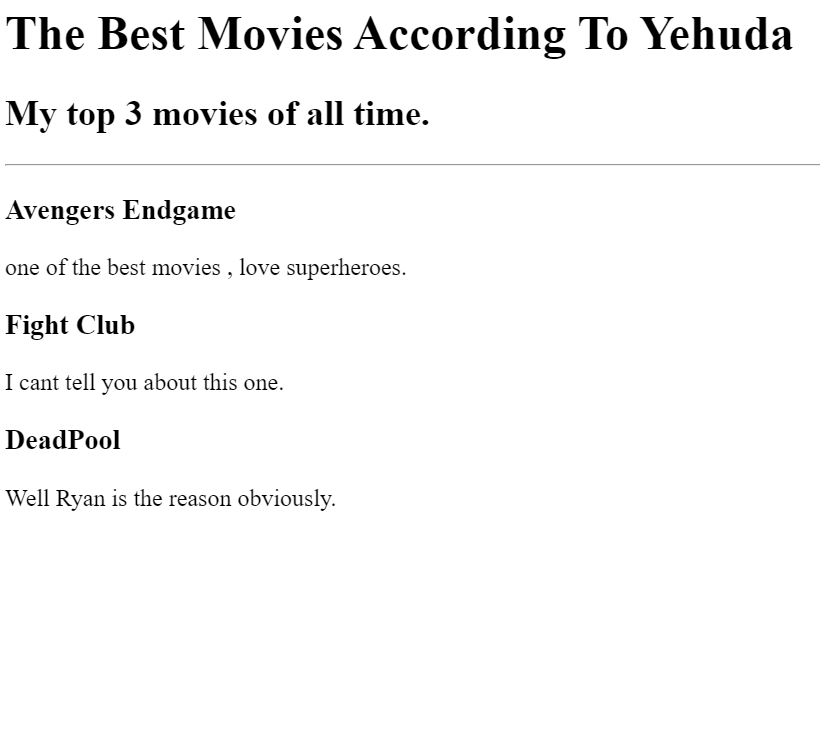 The Best Movies According To Yehuda
My top 3 movies of all time.
Avengers Endgame
one of the best movies , love superheroes.
Fight Club
I cant tell you about this one.
DeadPool
Well Ryan is the reason obviously.